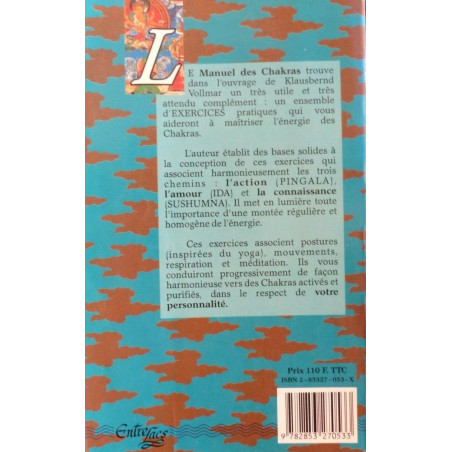 LE Manuel des Chakras trouve
dans l'ouvrage de Klausbernd
Vollmar un très utile et très
attendu complément : un ensemble
d'EXERCICES pratiques qui vous
aideront à maîtriser l'énergie des
Chakras.
L'auteur établit des bases solides à
la conception de ces exercices qui
associent harmonieusement les trois
chemins : l'action (PINGALA),
l'amour (IDA) et la connaissance
(SUSHUMNA). Il met en lumière toute
l'importance d'une montée régulière et
homogène de l'énergie.
Ces exercices associent postures
(inspirées du yoga), mouvements,
respiration et méditation. Ils vous
conduiront progressivement de façon
harmonieuse vers des Chakras activés et
purifiés, dans le respect de votre
personnalité.
Prix 110 F. TTC
ISBN 2 - 85327 - 053 - X
9 782853 270533
Entrelacs